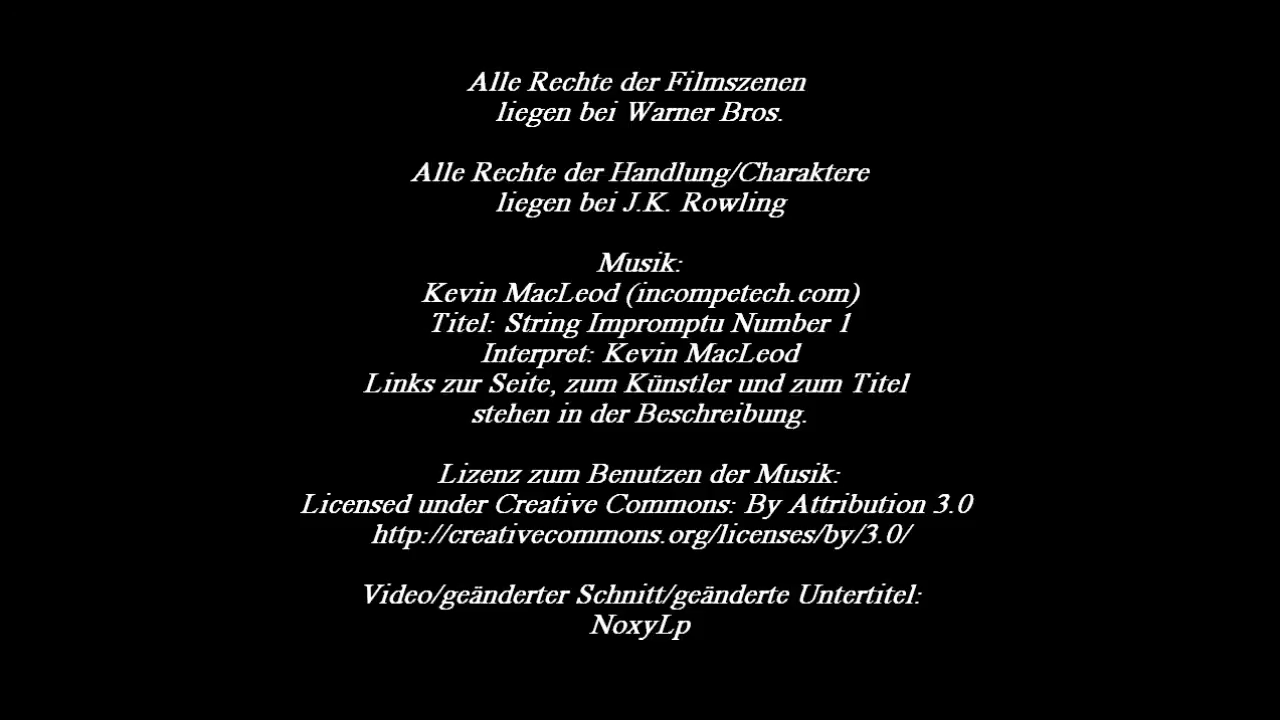 Alle Rechte der Filmszenen
liegen bei Warner Bros.
Alle Rechte der Handlung/Charaktere
liegen bei J.K. Rowling
Musik:
Kevin MacLeod (incompetech.com)
Titel: String Impromptu Number 1
Interpret: Kevin MacLeod
Links zur Seite, zum Künstler und zum Titel
stehen in der Beschreibung.
Lizenz zum Benutzen der Musik:
Licensed under Creative Commons: By Attribution 3.0
http://creativecommons.org/licenses/by/3.0/
Video/geänderter Schnitt/geänderte Untertitel:
NoxyLp